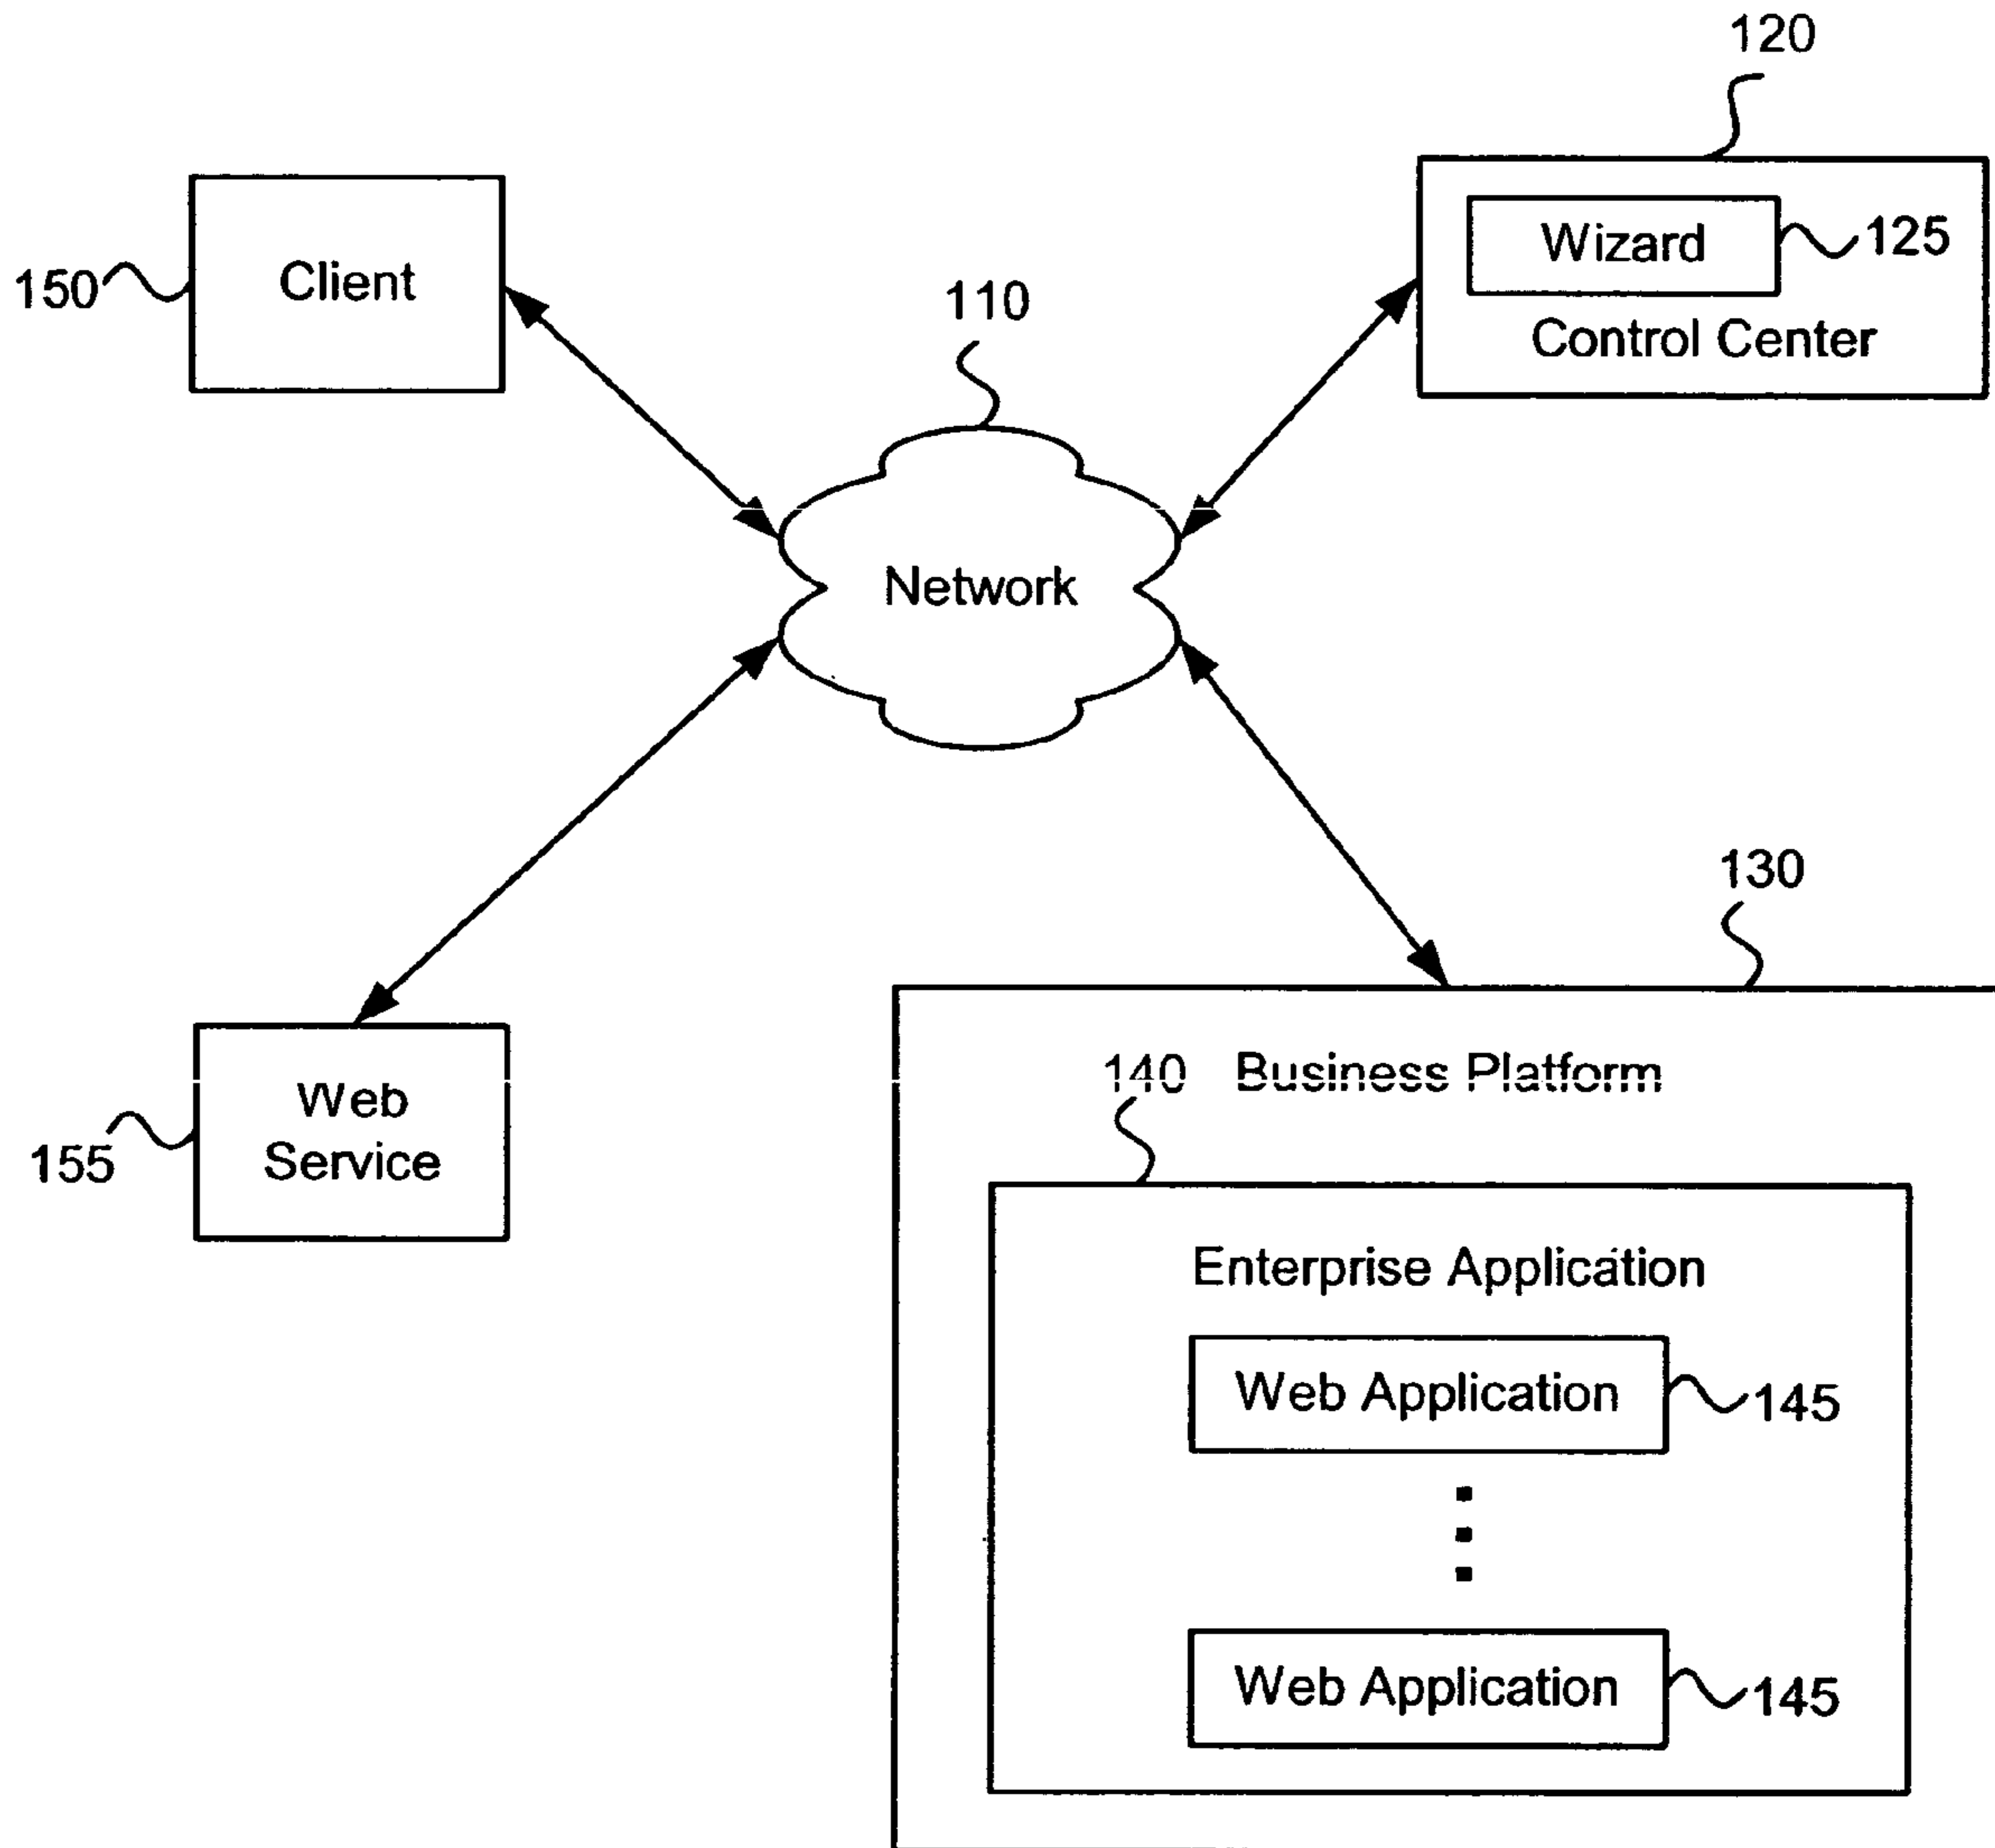 120
Wizard
125
Control Center
Client
150
110
Network
130
140 Business Platform
Web
Service
155
Enterprise Application
Web Application
145
Web Application
145